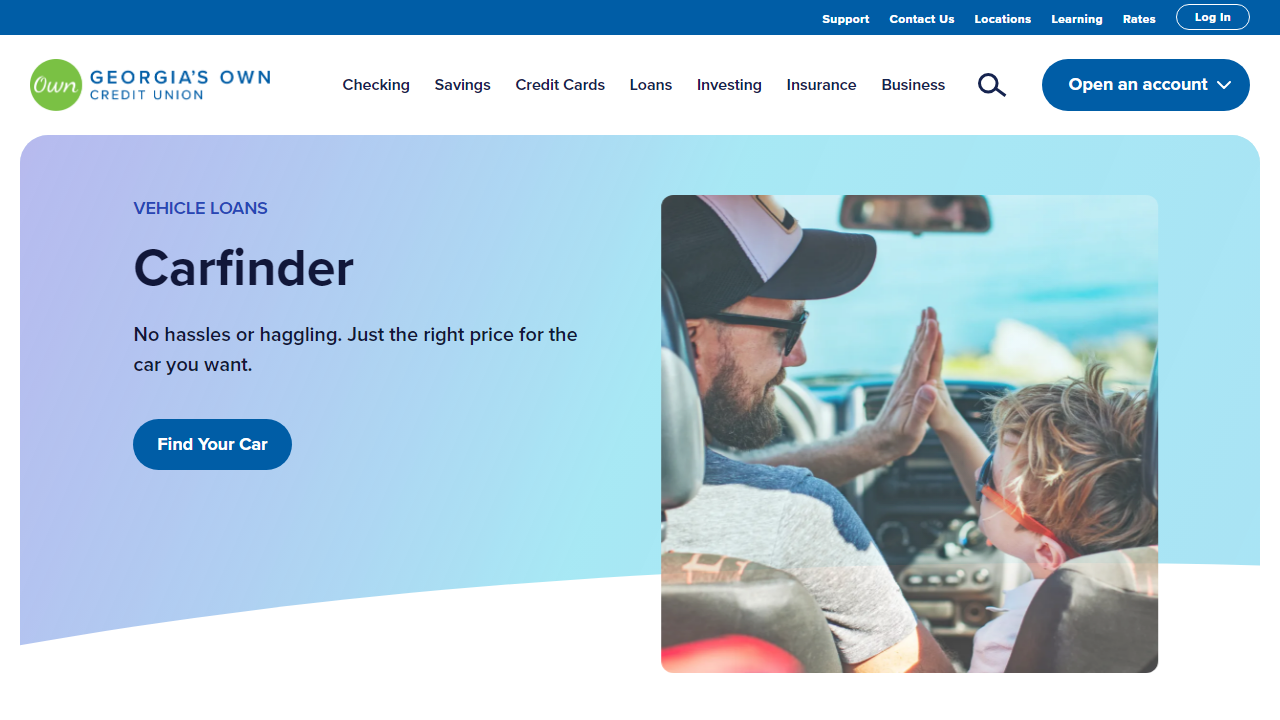 Support Contact Us Locations Learning Rates Log In
Own GEORGIA'S OWN
CREDIT UNION
Checking Savings Credit Cards Loans Investing Insurance Business Open an account
VEHICLE LOANS
Carfinder
No hassles or haggling. Just the right price for the
car you want.
Find Your Car